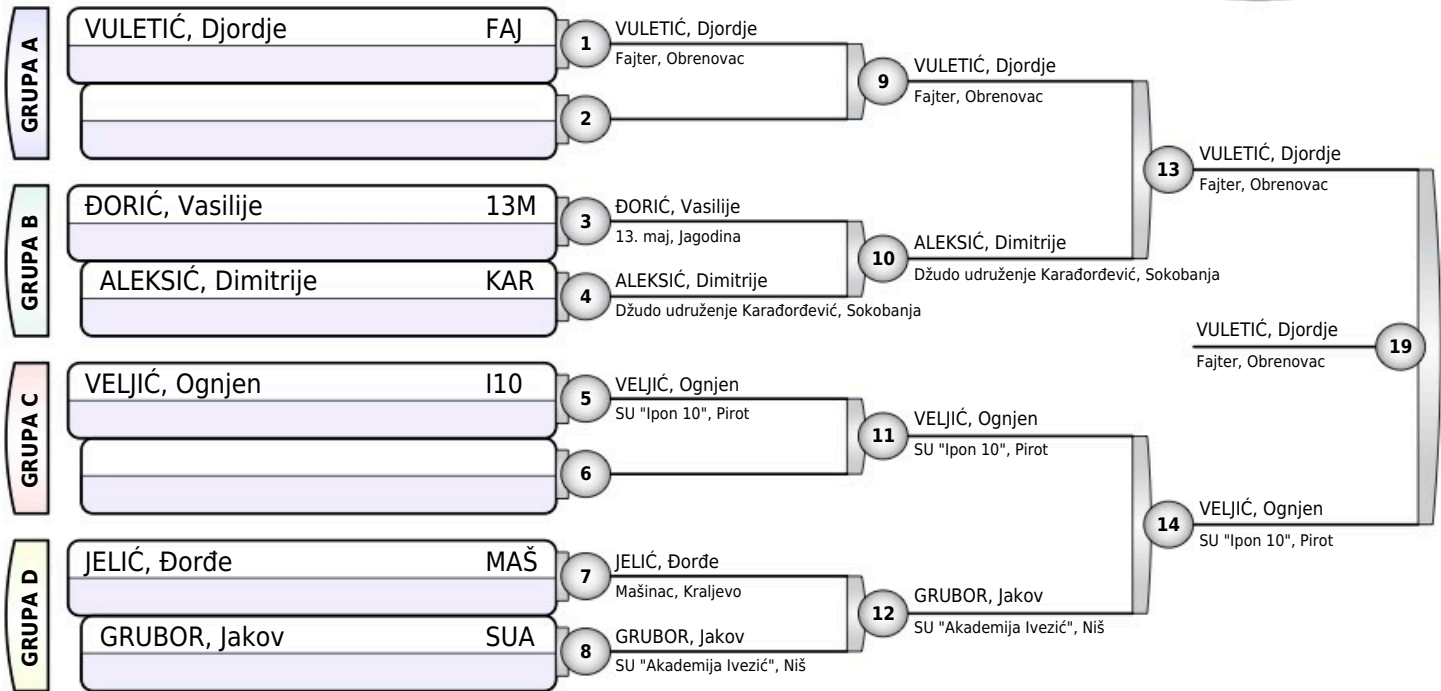 GRUPA A
VULETIĆ, Djordje FAJ
1
VULETIĆ, Djordje
Fajter, Obrenovac
2
9
VULETIĆ, Djordje
Fajter, Obrenovac
GRUPA B
ĐORIĆ, Vasilije 13M
3
ĐORIĆ, Vasilije
13. maj, Jagodina
ALEKSIĆ, Dimitrije KAR
4
ALEKSIĆ, Dimitrije
Džudo udruženje Karađorđević, Sokobanja
10
ALEKSIĆ, Dimitrije
Džudo udruženje Karađorđević, Sokobanja
13
VULETIĆ, Djordje
Fajter, Obrenovac
GRUPA C
VELJIĆ, Ognjen I10
5
VELJIĆ, Ognjen
SU "Ipon 10", Pirot
6
11
VELJIĆ, Ognjen
SU "Ipon 10", Pirot
GRUPA D
JELIĆ, Đorđe MAŠ
7
JELIĆ, Đorđe
Mašinac, Kraljevo
GRUBOR, Jakov SUA
8
GRUBOR, Jakov
SU "Akademija Ivezić", Niš
12
GRUBOR, Jakov
SU "Akademija Ivezić", Niš
14
VELJIĆ, Ognjen
SU "Ipon 10", Pirot
VULETIĆ, Djordje
Fajter, Obrenovac
19